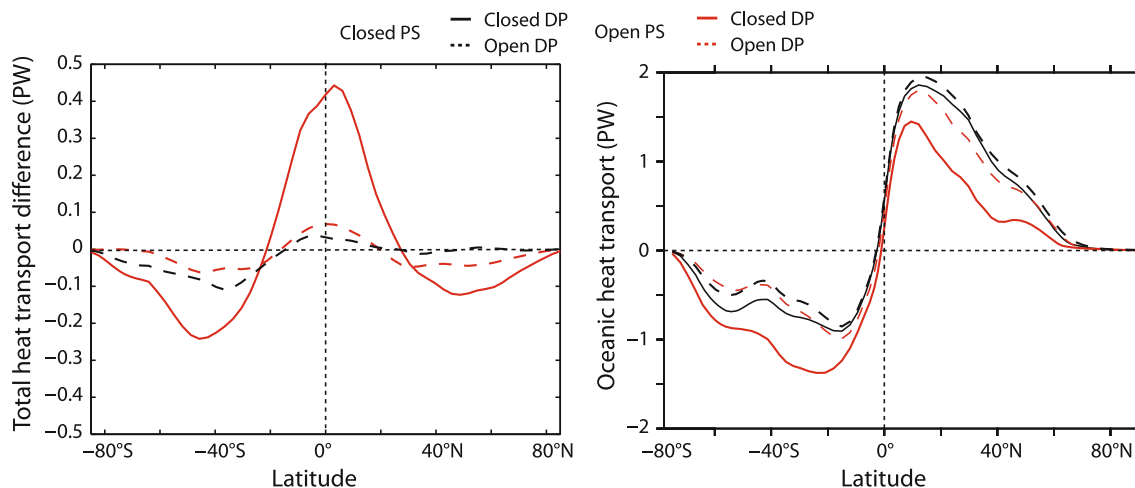 Closed PS
Closed DP
Open DP
Open PS
Closed DP
Open DP
Total heat transport difference (PW)
0.5
0.4
0.3
0.2
0.1
0
−0.1
−0.2
−0.3
−0.4
−0.5
−80°S
−40°S
0°
40°N
80°N
Latitude
Oceanic heat transport (PW)
2
1
0
−1
−2
−80°S
−40°S
0°
40°N
80°N
Latitude